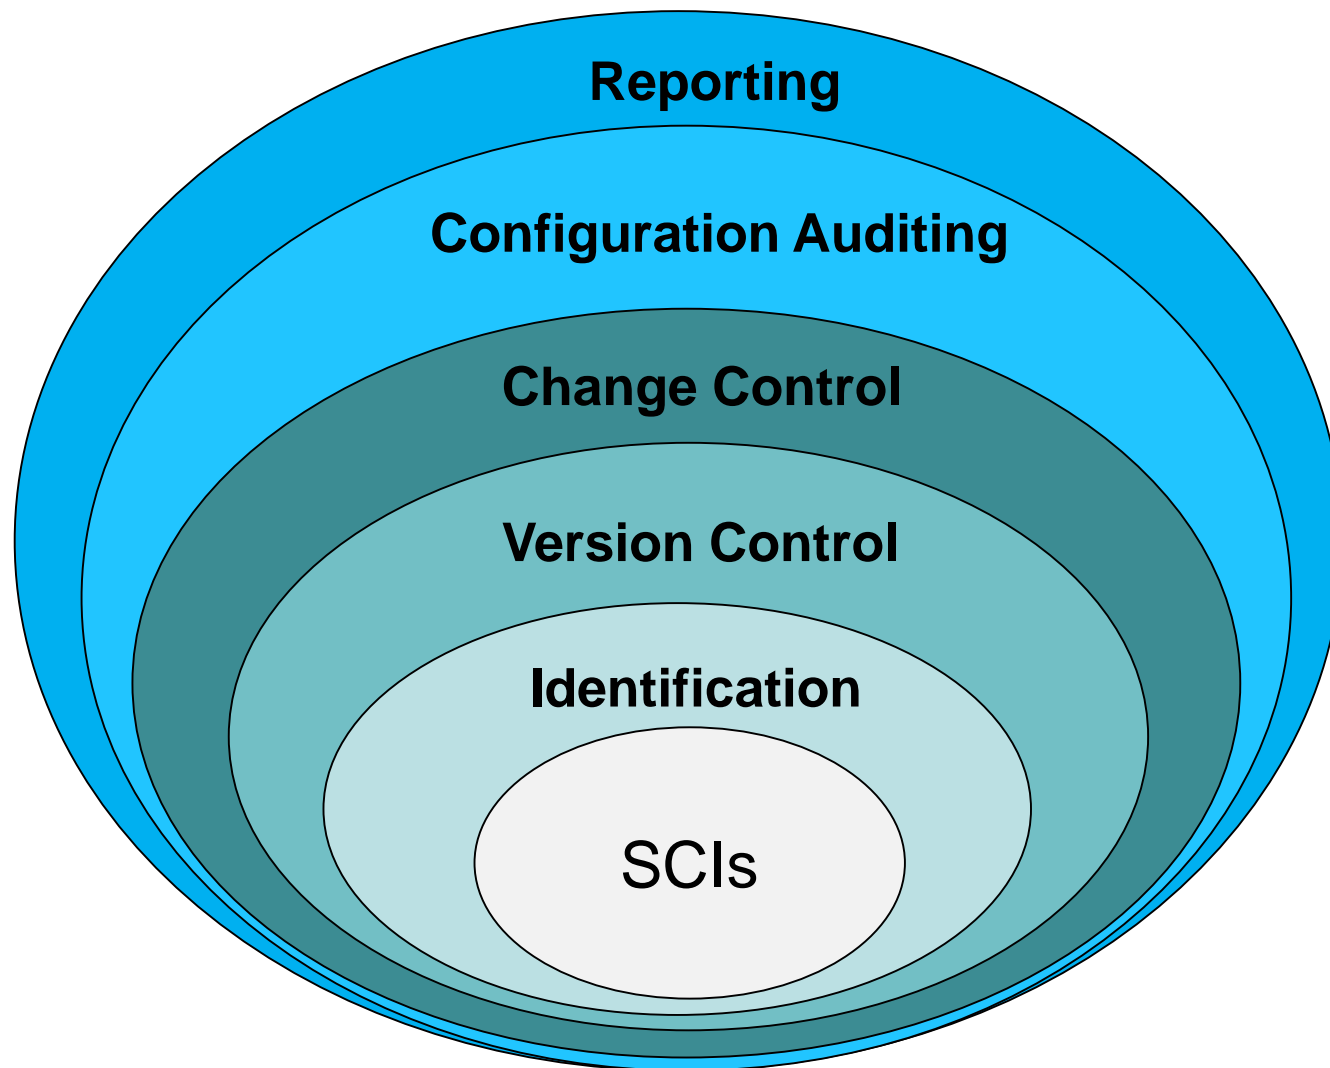 Reporting
Configuration Auditing
Change Control
Version Control
Identification
SCIs